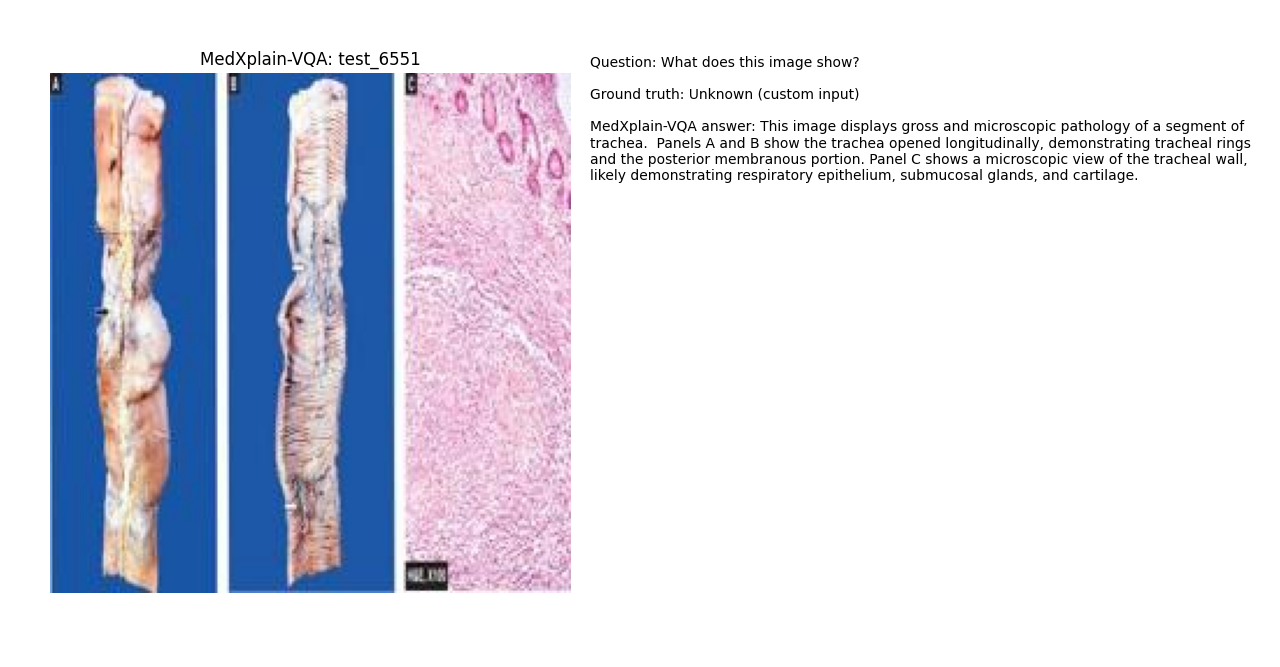 MedXplain-VQA: test_6551
A
B
C
H&E, X100
Question: What does this image show?
Ground truth: Unknown (custom input)
MedXplain-VQA answer: This image displays gross and microscopic pathology of a segment of
trachea.  Panels A and B show the trachea opened longitudinally, demonstrating tracheal rings
and the posterior membranous portion. Panel C shows a microscopic view of the tracheal wall,
likely demonstrating respiratory epithelium, submucosal glands, and cartilage.